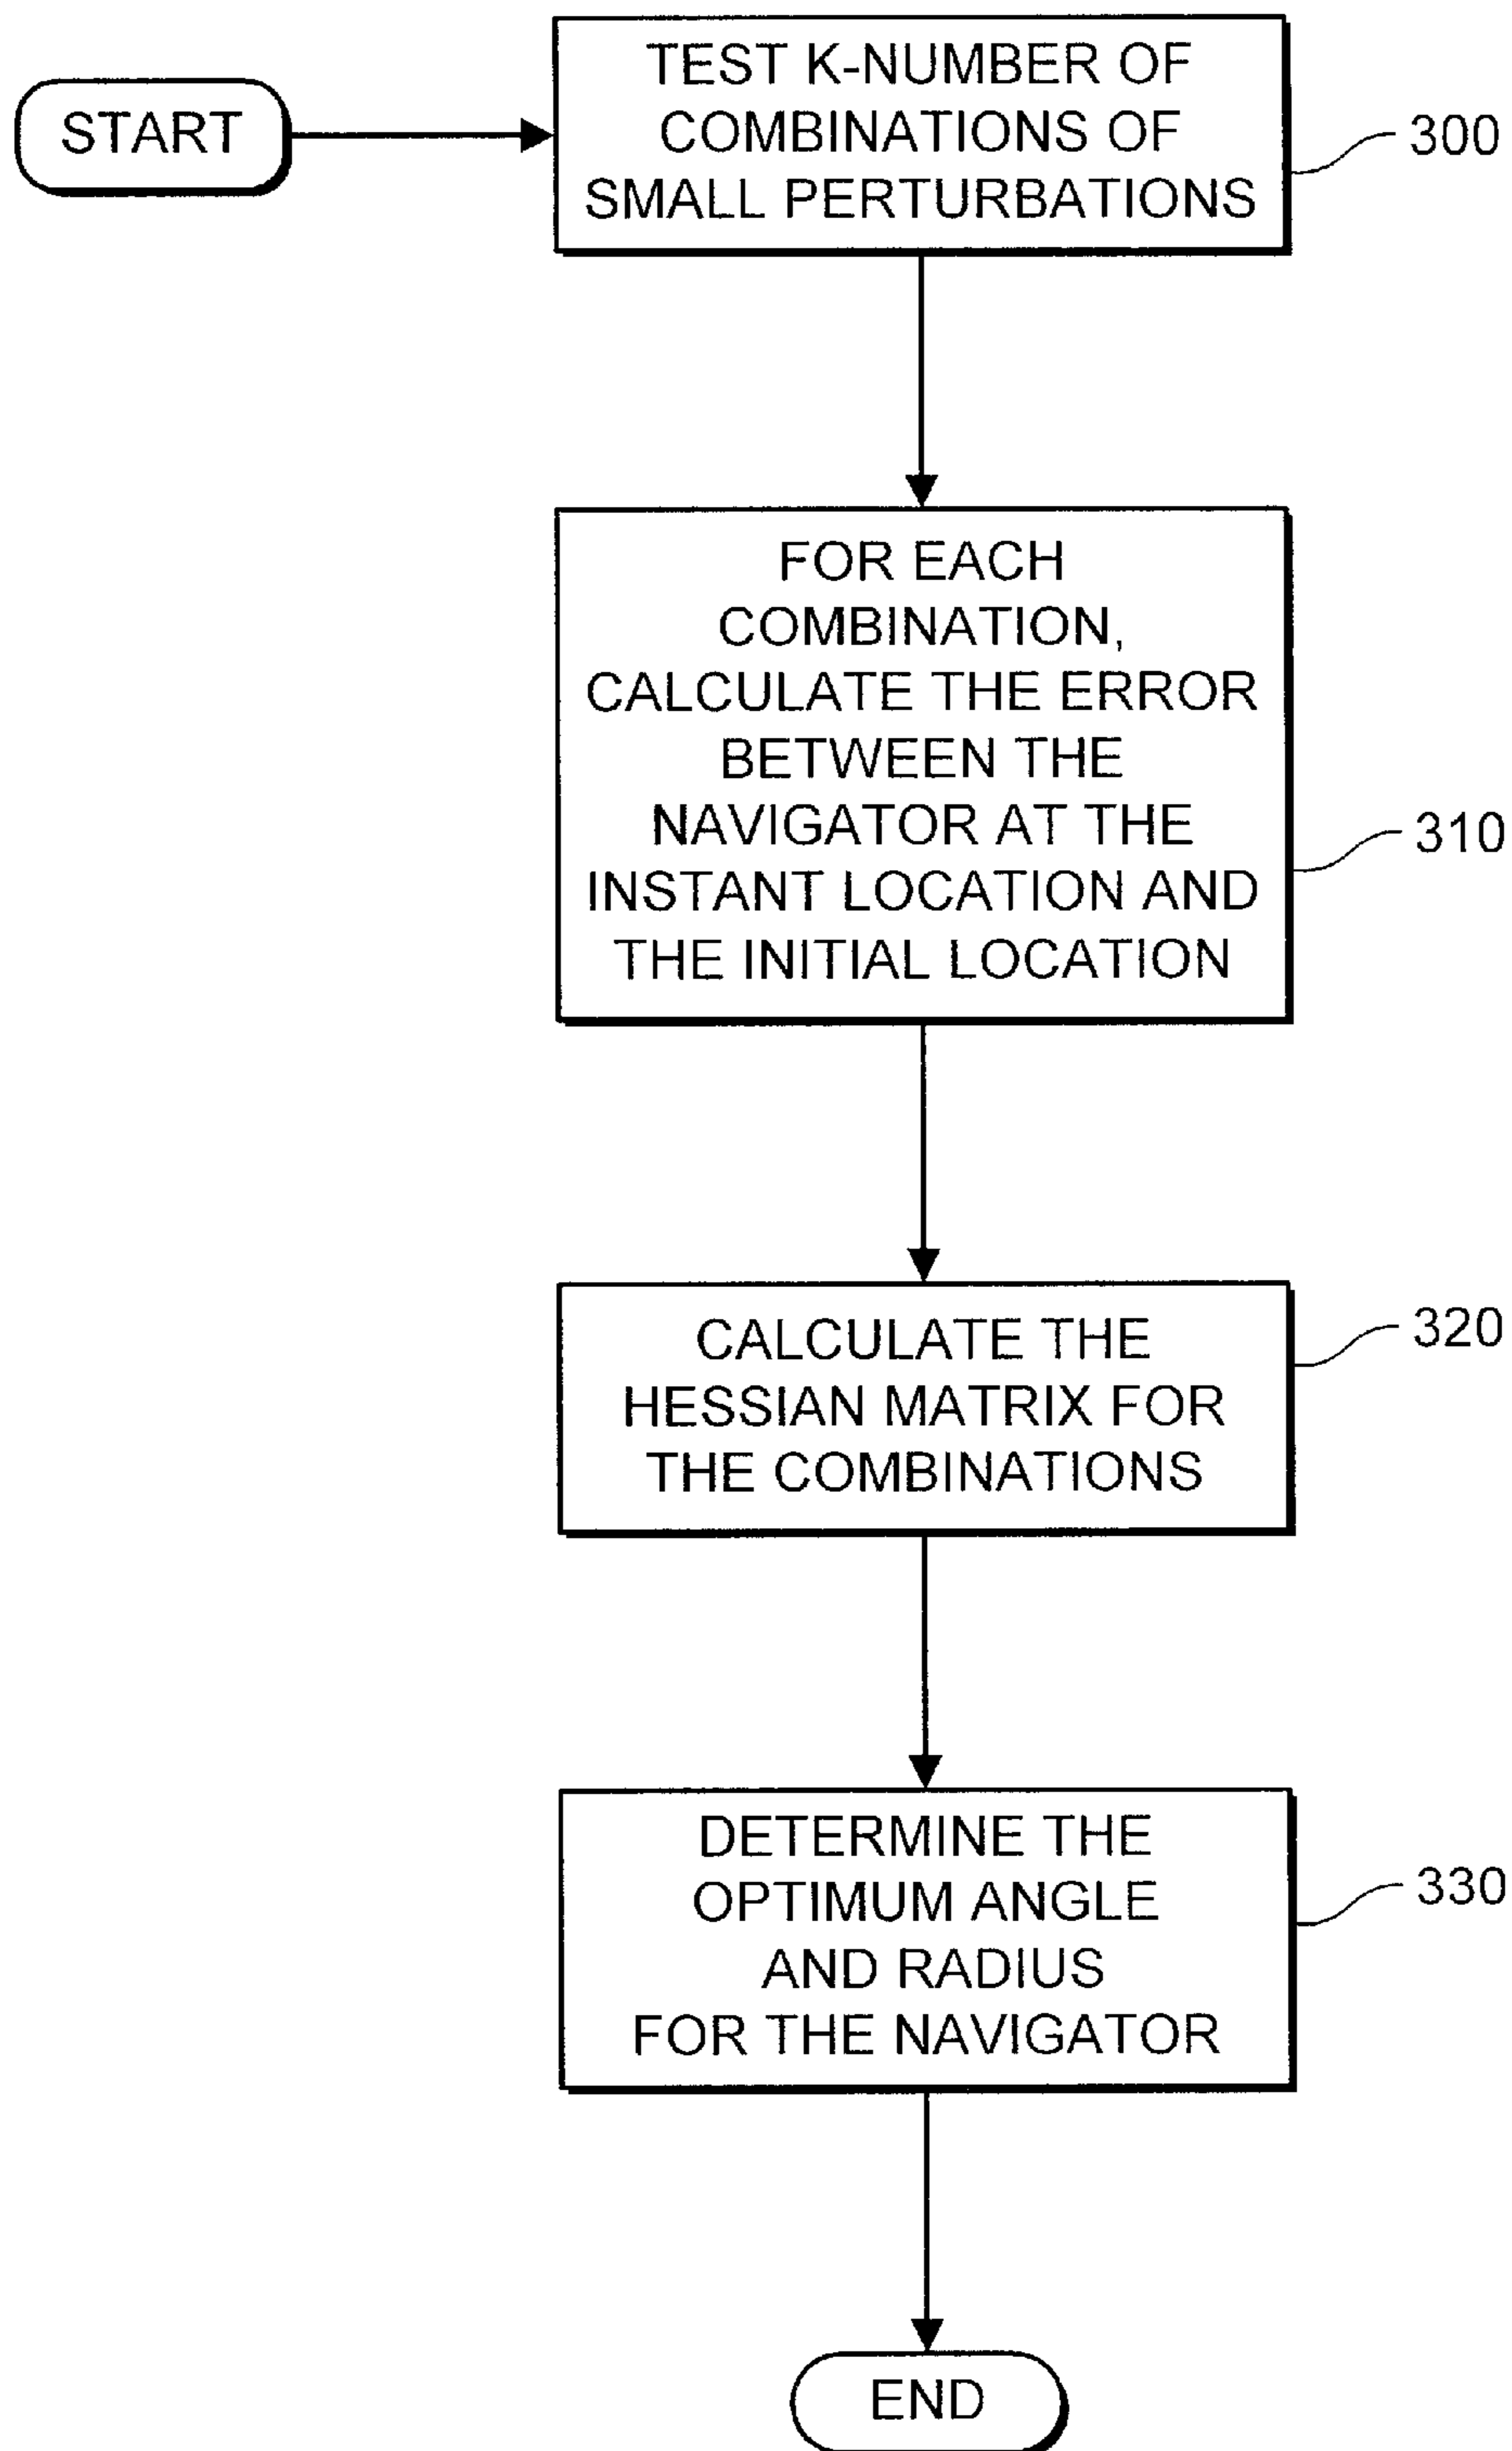 START
TEST K-NUMBER OF
COMBINATIONS OF
SMALL PERTURBATIONS
300
FOR EACH
COMBINATION,
CALCULATE THE ERROR
BETWEEN THE
NAVIGATOR AT THE
INSTANT LOCATION AND
THE INITIAL LOCATION
310
CALCULATE THE
HESSIAN MATRIX FOR
THE COMBINATIONS
320
DETERMINE THE
OPTIMUM ANGLE
AND RADIUS
FOR THE NAVIGATOR
330
END